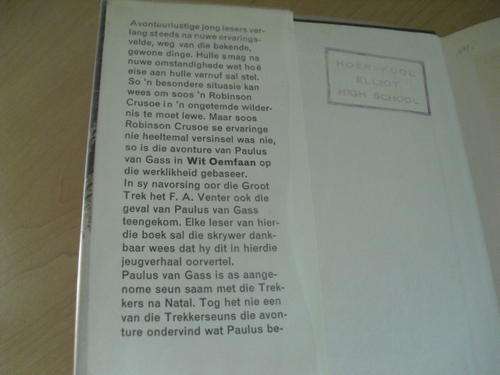 Avontuurlustige jong lesers ver-
lang steeds na nuwe ervarings-
velde, weg van die bekende,
gewone dinge. Hulle smag na
nuwe omstandighede wat hoë
eise aan hulle vernuf sal stel.
So 'n besondere situasie kan
wees om soos 'n Robinson
Crusoe in 'n ongetemde wilder-
nis te moet lewe. Maar soos
Robinson Crusoe se ervaringe
nie heeltemal versinsel was nie,
so is die avonture van Paulus
van Gass in Wit Oemfaan op
die werklikheid gebaseer.
In sy navorsing oor die Groot
Trek het F. A. Venter ook die
geval van Paulus van Gass
teengekom. Elke leser van hier-
die boek sal die skrywer dank-
baar wees dat hy dit in hierdie
jeugverhaal oorvertel.
Paulus van Gass is as aange-
nome seun saam met die Trek-
kers na Natal. Tog het nie een
van die Trekkerseuns die avon-
ture ondervind wat Paulus be-
HOËRSKOOL
ELLIOT
HIGH SCHOOL